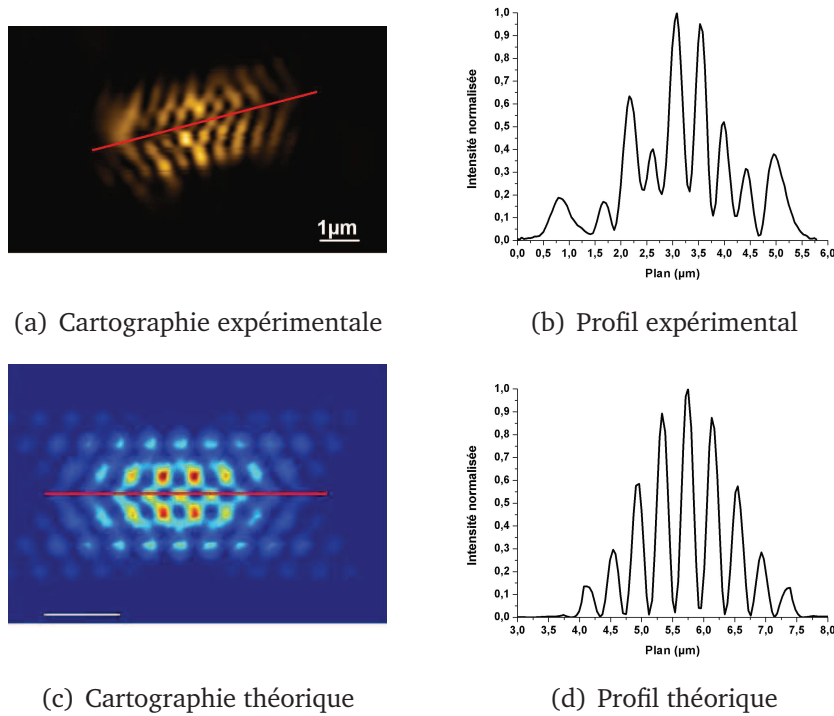 1µm
1,0
0,9
0,8
0,7
0,6
0,5
0,4
0,3
0,2
0,1
0,0
Intensité normalisée
0,0 0,5 1,0 1,5 2,0 2,5 3,0 3,5 4,0 4,5 5,0 5,5 6,0
Plan (µm)
(a) Cartographie expérimentale
(b) Profil expérimental
1,0
0,9
0,8
0,7
0,6
0,5
0,4
0,3
0,2
0,1
0,0
Intensité normalisée
3,0 3,5 4,0 4,5 5,0 5,5 6,0 6,5 7,0 7,5 8,0
Plan (µm)
(c) Cartographie théorique
(d) Profil théorique